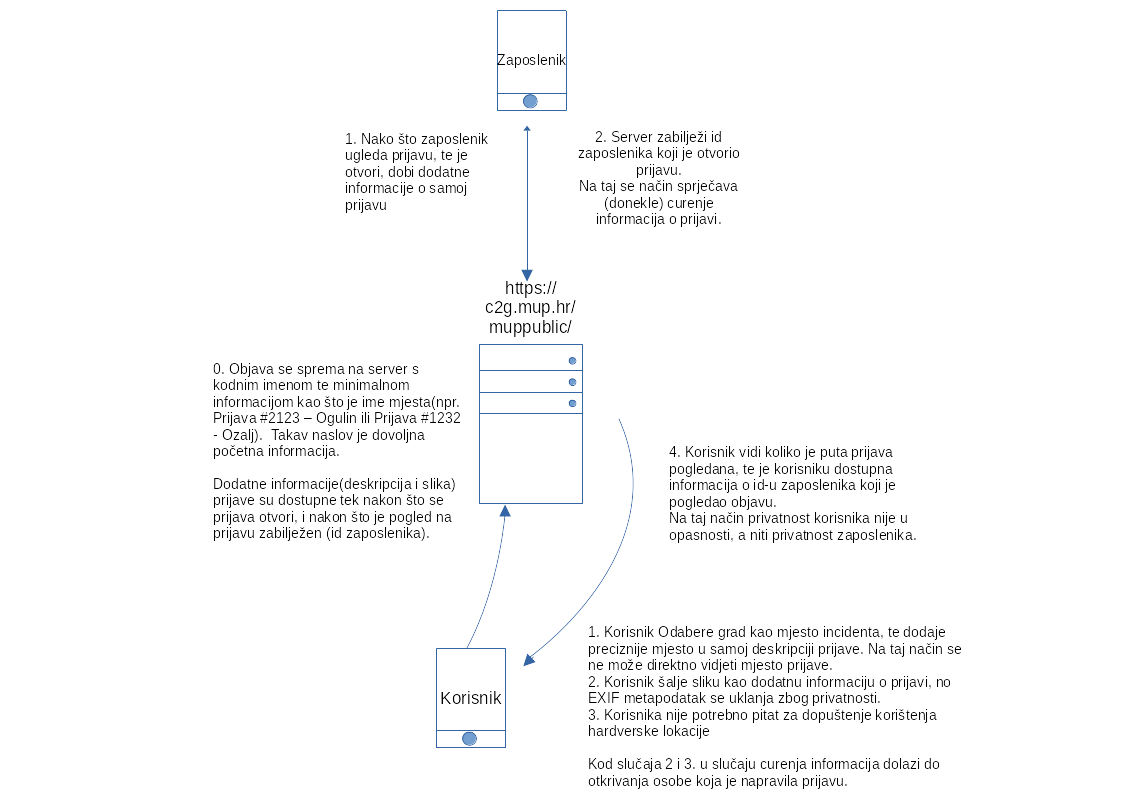 Zaposlenik
1. Nako što zaposlenik
ugleda prijavu, te je
otvori, dobi dodatne
informacije o samoj
prijavu
2. Server zabilježi id
zaposlenika koji je otvorio
prijavu.
Na taj se način sprječava
(donekle) curenje
informacija o prijavi.
https://
c2g.mup.hr/
muppublic/
0. Objava se sprema na server s
kodnim imenom te minimalnom
informacijom kao što je ime mjesta(npr.
Prijava #2123 – Ogulin ili Prijava #1232
- Ozalj).  Takav naslov je dovoljna
početna informacija.
Dodatne informacije(deskripcija i slika)
prijave su dostupne tek nakon što se
prijava otvori, i nakon što je pogled na
prijavu zabilježen (id zaposlenika).
4. Korisnik vidi koliko je puta prijava
pogledana, te je korisniku dostupna
informacija o id-u zaposlenika koji je
pogledao objavu.
Na taj način privatnost korisnika nije u
opasnosti, a niti privatnost zaposlenika.
Korisnik
1. Korisnik Odabere grad kao mjesto incidenta, te dodaje
preciznije mjesto u samoj deskripciji prijave. Na taj način se
ne može direktno vidjeti mjesto prijave.
2. Korisnik šalje sliku kao dodatnu informaciju o prijavi, no
EXIF metapodatak se uklanja zbog privatnosti.
3. Korisnika nije potrebno pitat za dopuštenje korištenja
hardverske lokacije
Kod slučaja 2 i 3. u slučaju curenja informacija dolazi do
otkrivanja osobe koja je napravila prijavu.